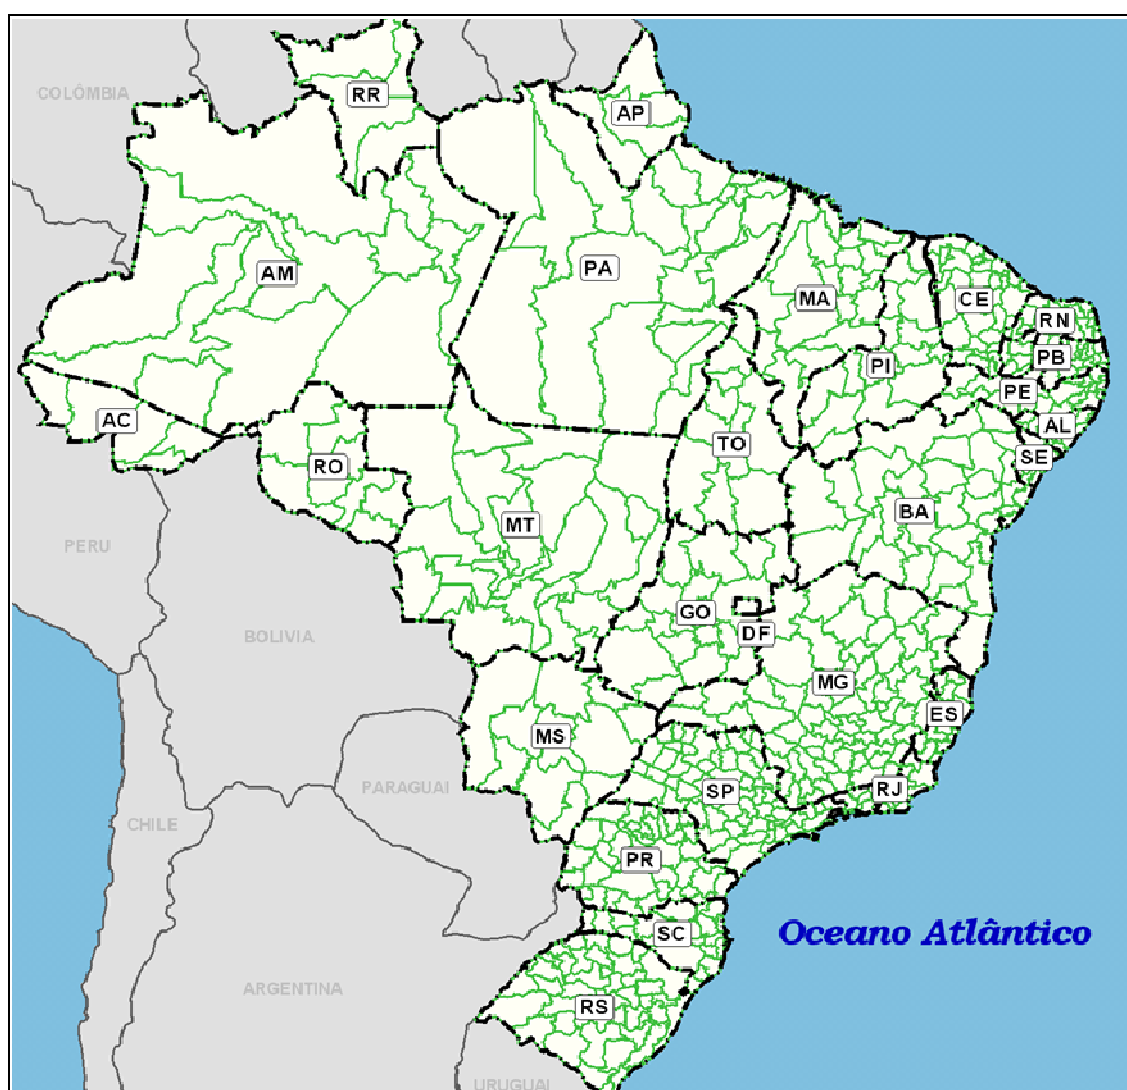 COLÔMBIA
RR
AP
AM
PA
MA
CE
RN
PB
PI
PE
AL
AC
TO
SE
RO
BA
MT
PERU
GO
DF
BOLIVIA
MG
ES
MS
SP
RJ
PARAGUAI
CHILE
PR
SC
Oceano Atlântico
ARGENTINA
RS
URUGUAI